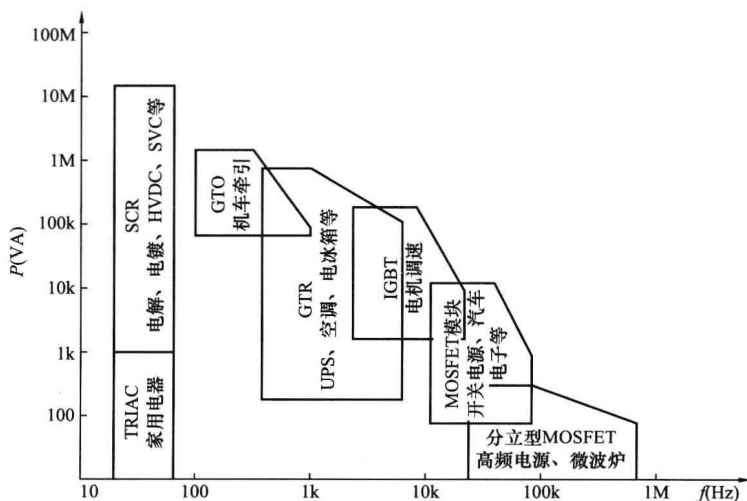 P(VA)
100M
10M
1M
100k
10k
1k
100
SCR
电解、电镀、HVDC、SVC等
TRIAC
家用电器
GTO
机车牵引
GTR
UPS、空调、电冰箱等
IGBT
电机调速
MOSFET模块
开关电源、汽车
电子等
分立型MOSFET
高频电源、微波炉
10
100
1k
10k
100k
1M
f(Hz)